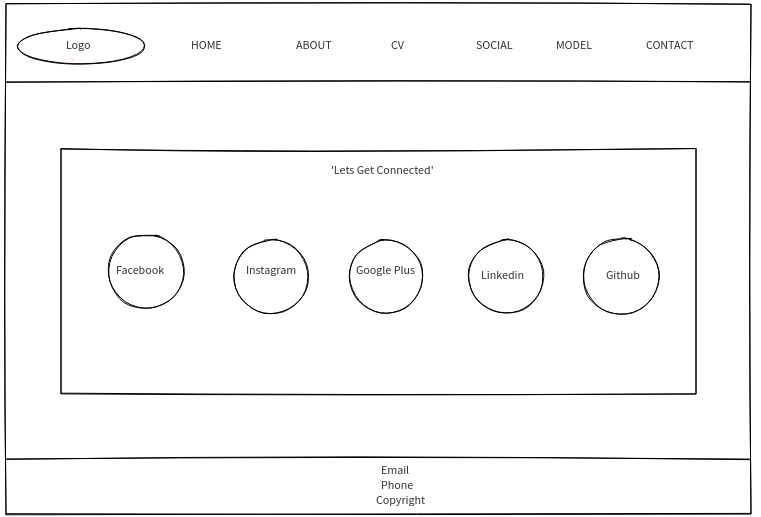 Logo HOME ABOUT CV SOCIAL MODEL CONTACT
'Lets Get Connected'
Facebook Instagram Google Plus Linkedin Github
Email
Phone
Copyright